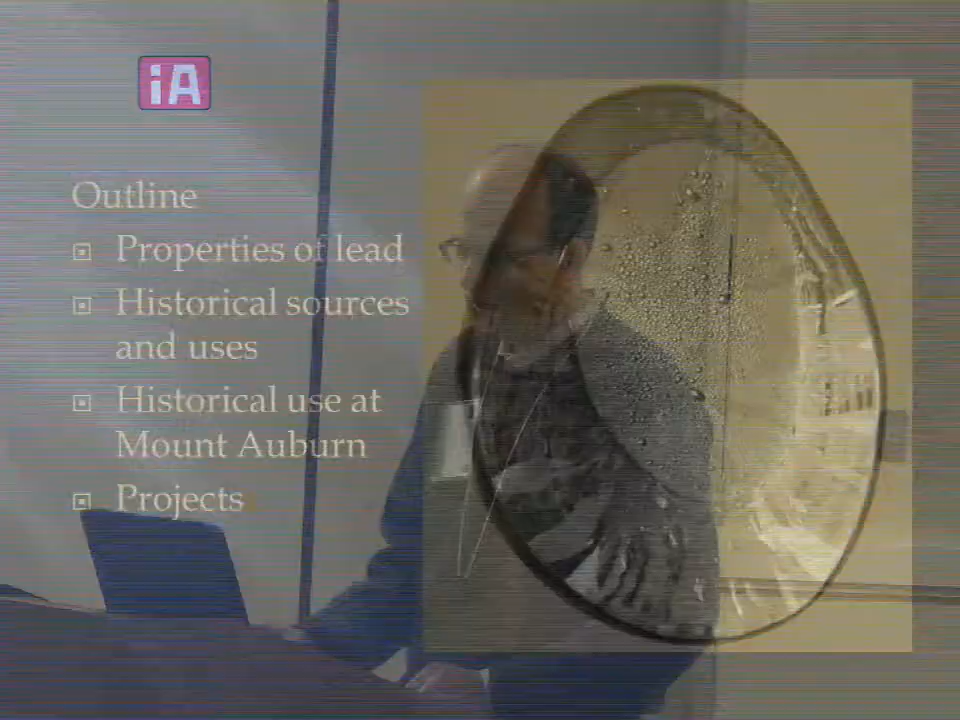 iA
Outline
Properties of lead
Historical sources
and uses
Historical use at
Mount Auburn
Projects